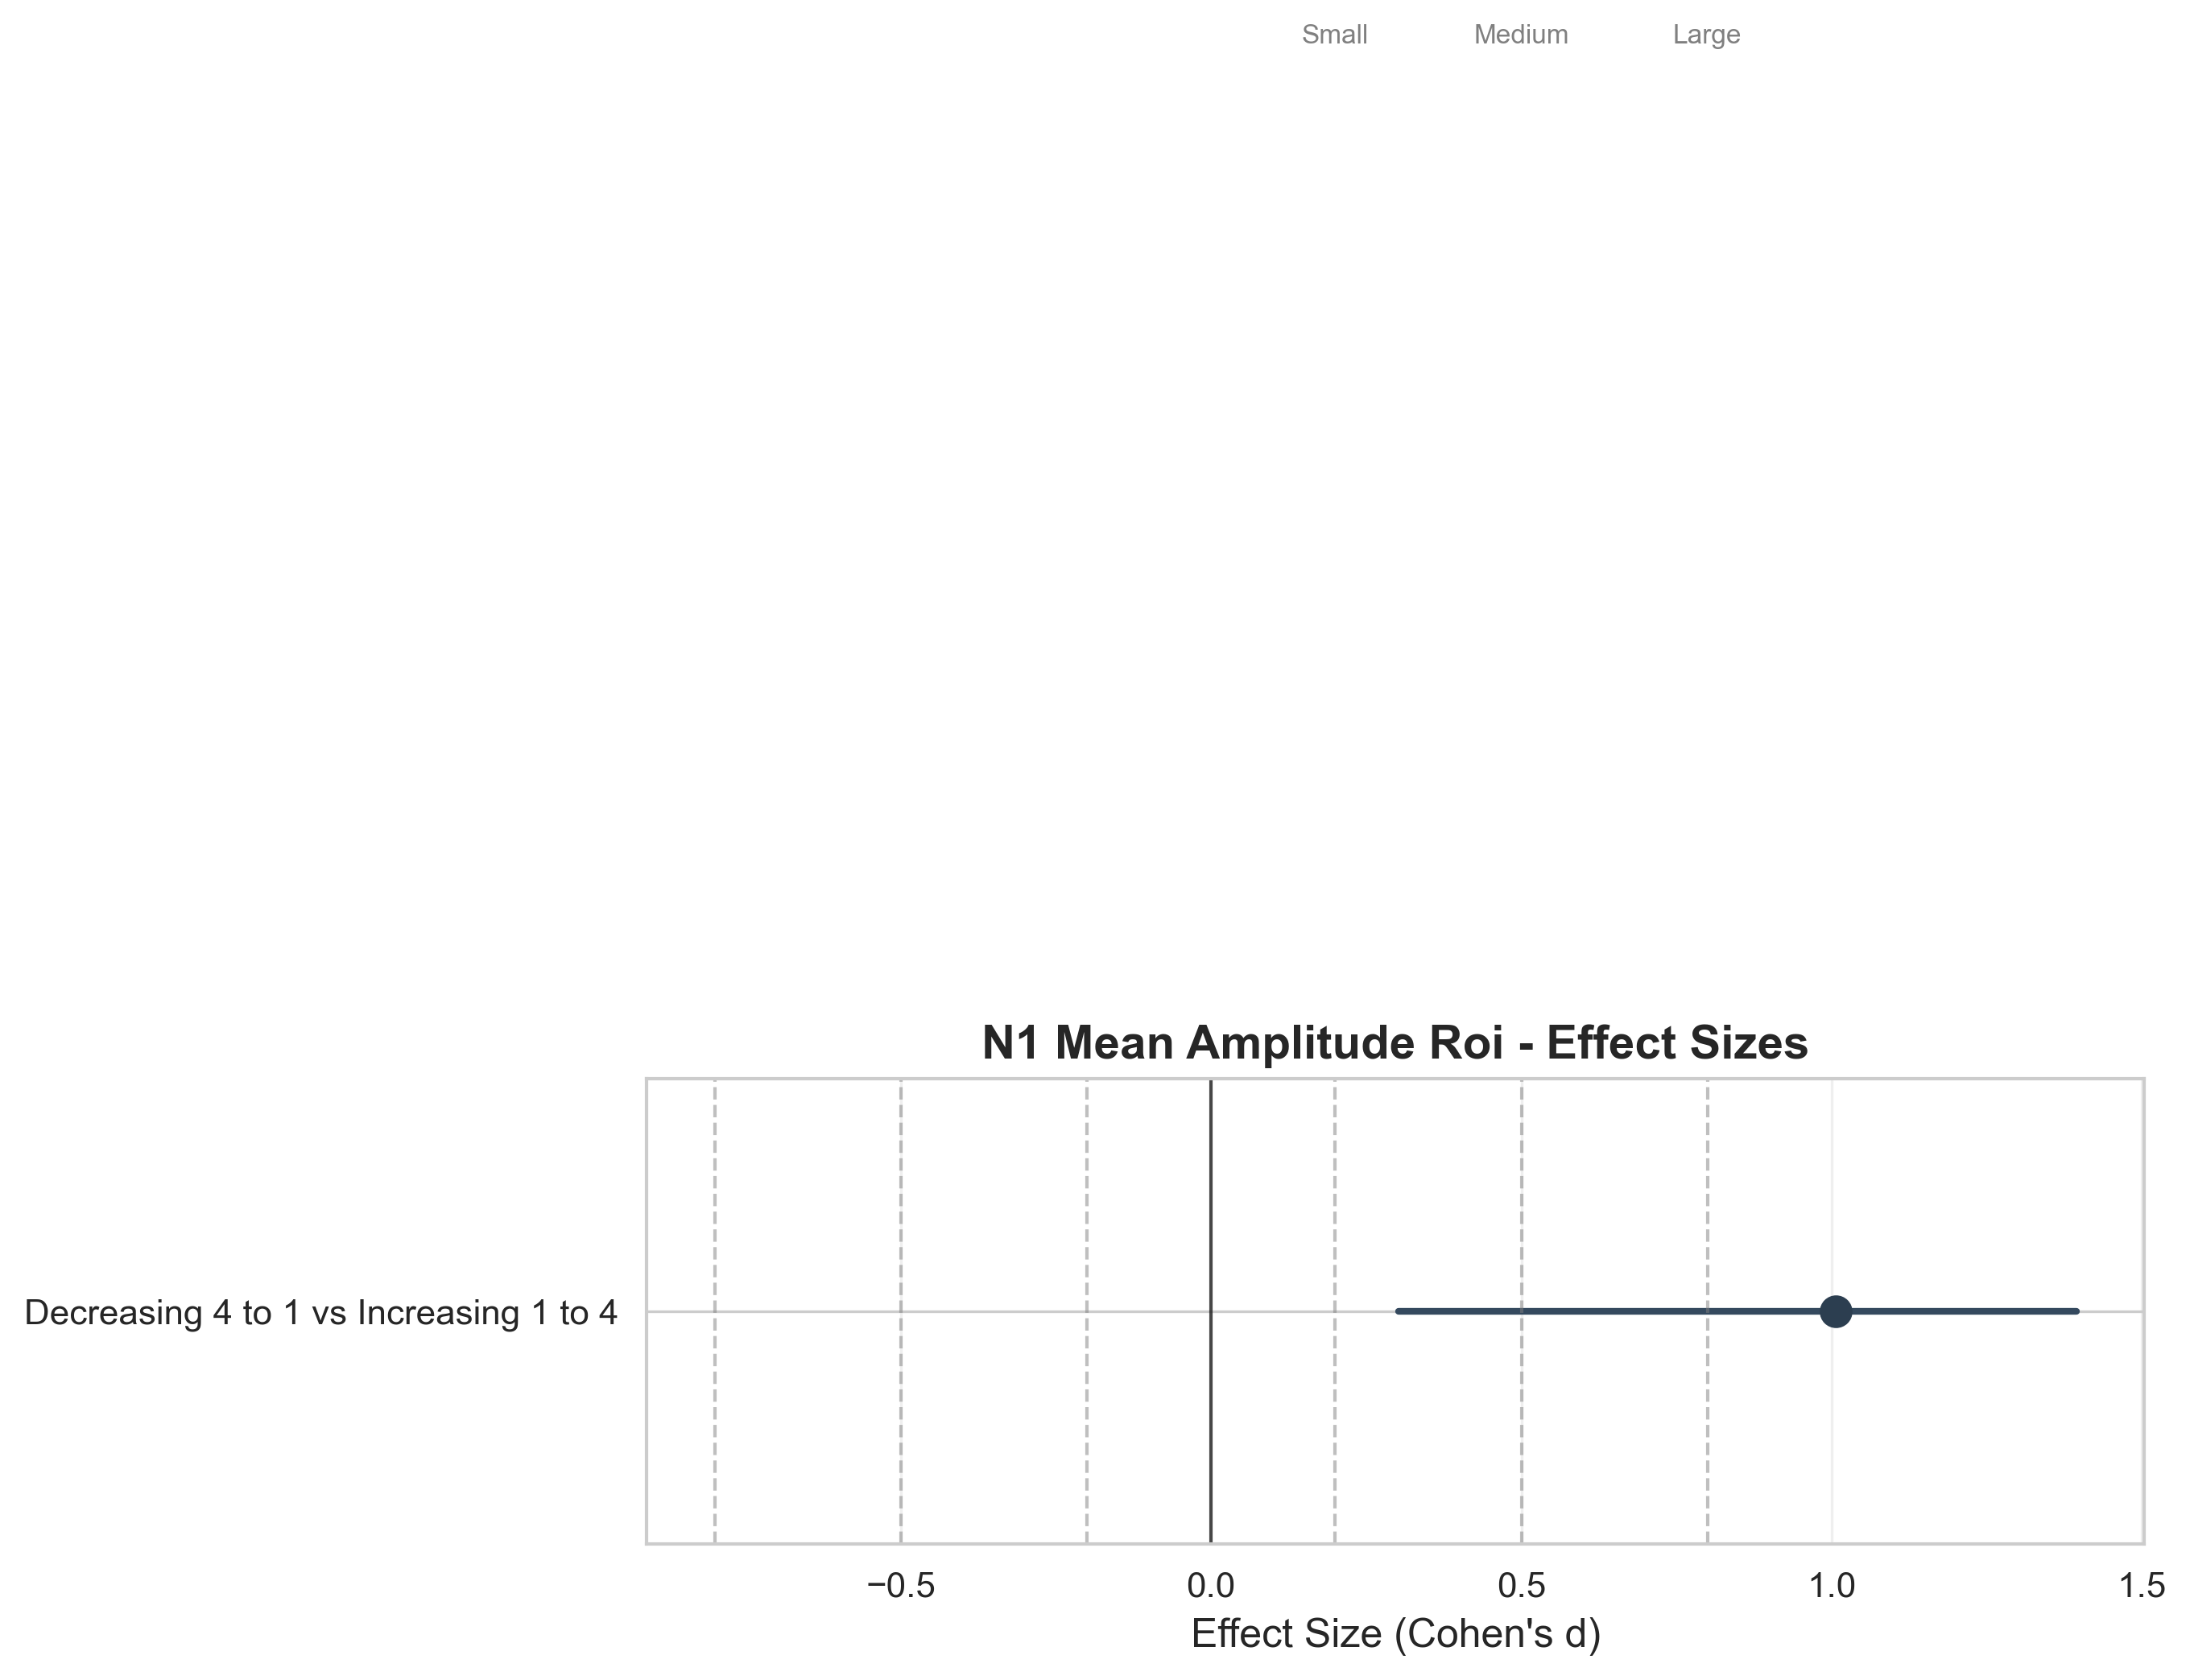 Small Medium Large
N1 Mean Amplitude Roi - Effect Sizes
Decreasing 4 to 1 vs Increasing 1 to 4
−0.5 0.0 0.5 1.0 1.5
Effect Size (Cohen's d)